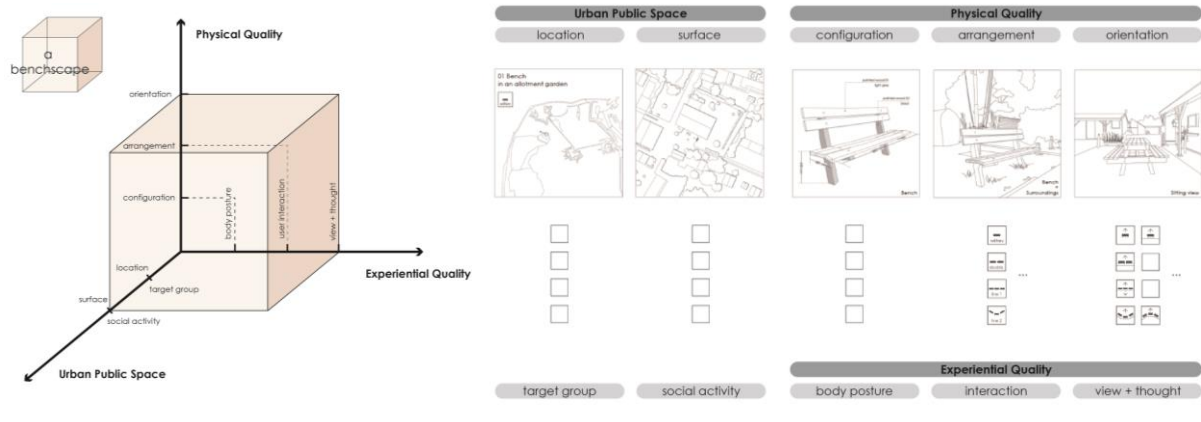 a
benchscape
Physical Quality
orientation
arrangement
configuration
body posture
user interaction
view + thought
location
target group
surface
social activity
Experiential Quality
Urban Public Space
Urban Public Space
Physical Quality
location
surface
configuration
arrangement
orientation
01 Bench
in an allotment garden
Bench
Bench
+
Surroundings
Sitting view
...
...
Experiential Quality
target group
social activity
body posture
interaction
view + thought